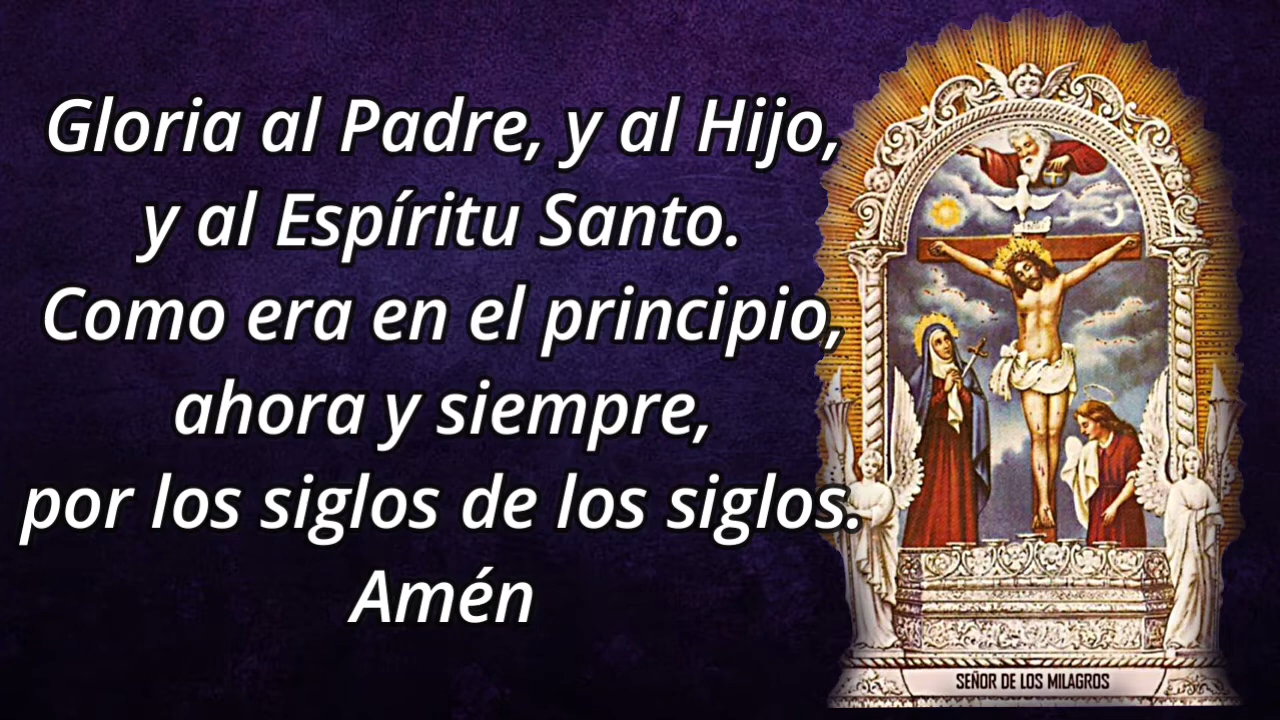 Gloria al Padre, y al Hijo,
y al Espíritu Santo.
Como era en el principio,
ahora y siempre,
por los siglos de los siglos.
Amén
SEÑOR DE LOS MILAGROS